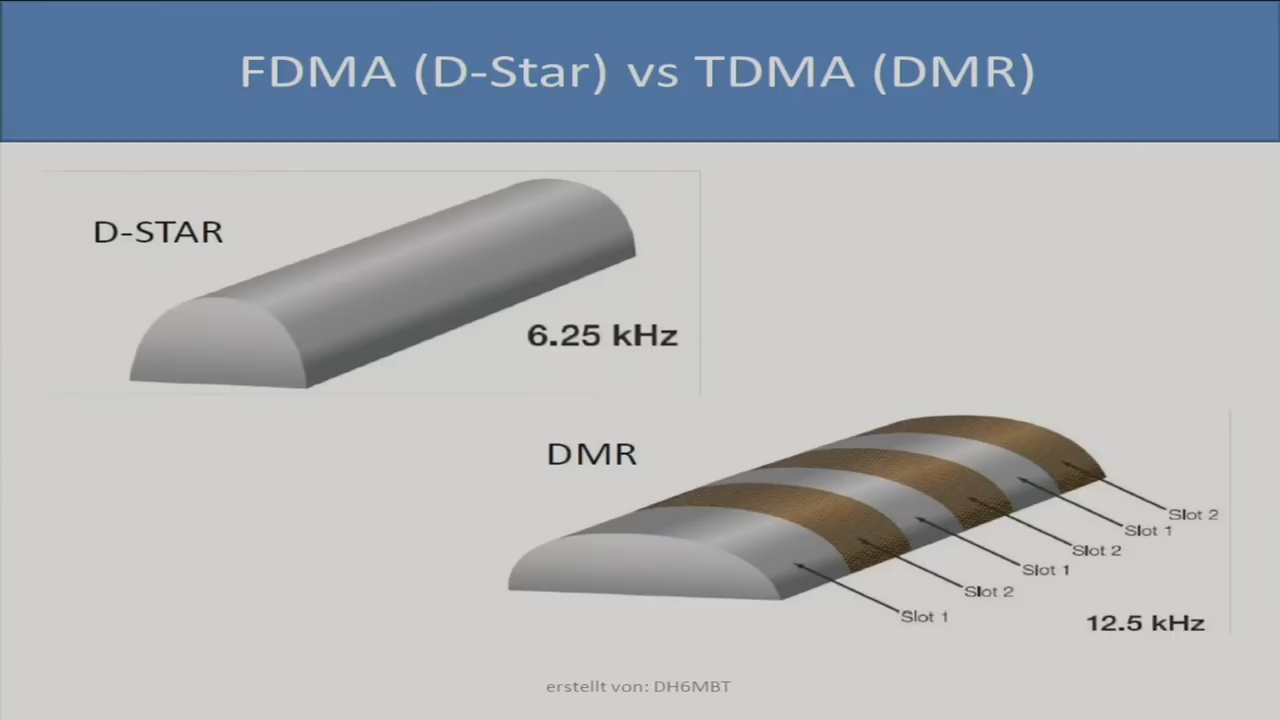 FDMA (D-Star) vs TDMA (DMR)
D-STAR
6.25 kHz
DMR
Slot 2
Slot 1
Slot 2
Slot 1
Slot 2
Slot 1
12.5 kHz
erstellt von: DH6MBT